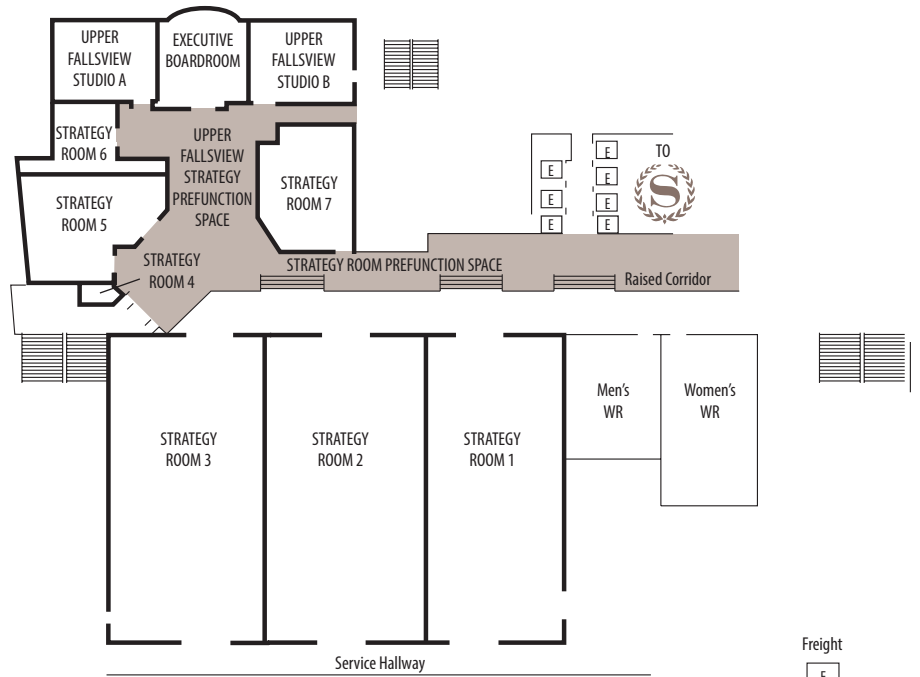 UPPER
FALLSVIEW
STUDIO A
EXECUTIVE
BOARDROOM
UPPER
FALLSVIEW
STUDIO B
STRATEGY
ROOM 6
UPPER
FALLSVIEW
STRATEGY
PREFUNCTION
SPACE
STRATEGY
ROOM 7
STRATEGY
ROOM 5
STRATEGY
ROOM 4
E
E
E
E
E
E
E
TO
S
STRATEGY ROOM PREFUNCTION SPACE
Raised Corridor
STRATEGY
ROOM 3
STRATEGY
ROOM 2
STRATEGY
ROOM 1
Men's
WR
Women's
WR
Service Hallway
Freight
E